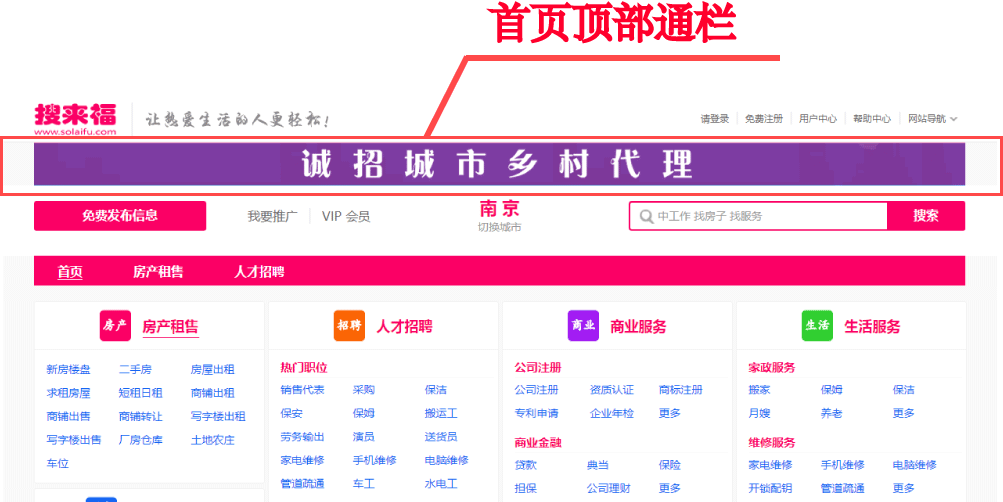 首页顶部通栏
搜来福
www.solaifu.com
让热爱生活的人更轻松!
请登录 免费注册 用户中心 帮助中心 网站导航
诚招城市乡村代理
免费发布信息 我要推广 VIP 会员 南京 中工作 找房子 找服务 搜索
切换城市
首页 房产租售 人才招聘
房产 房产租售 招聘 人才招聘 商业 商业服务 生活 生活服务
新房楼盘 二手房 房屋出租
求租房屋 短租日租 商铺出租
商铺出售 商铺转让 写字楼出租
写字楼出售 厂房仓库 土地农庄
车位
热门职位
销售代表 采购 保洁
保安 保姆 搬运工
劳务输出 演员 送货员
家电维修 手机维修 电脑维修
管道疏通 车工 水电工
公司注册
公司注册 资质认证 商标注册
专利申请 企业年检 更多
商业金融
贷款 典当 保险
担保 公司理财 更多
家政服务
搬家 保姆 保洁
月嫂 养老 更多
维修服务
家电维修 手机维修 电脑维修
开锁配钥 管道疏通 更多